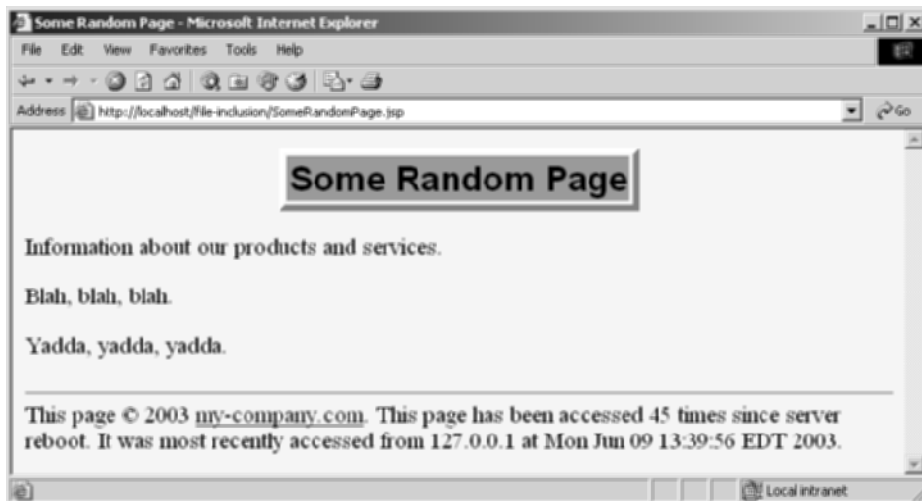 Some Random Page - Microsoft Internet Explorer
File Edit View Favorites Tools Help
Address http://localhost/file-inclusion/SomeRandomPage.jsp Go
Some Random Page
Information about our products and services.
Blah, blah, blah.
Yadda, yadda, yadda.
This page © 2003 my-company.com. This page has been accessed 45 times since server
reboot. It was most recently accessed from 127.0.0.1 at Mon Jun 09 13:39:56 EDT 2003.
Local intranet